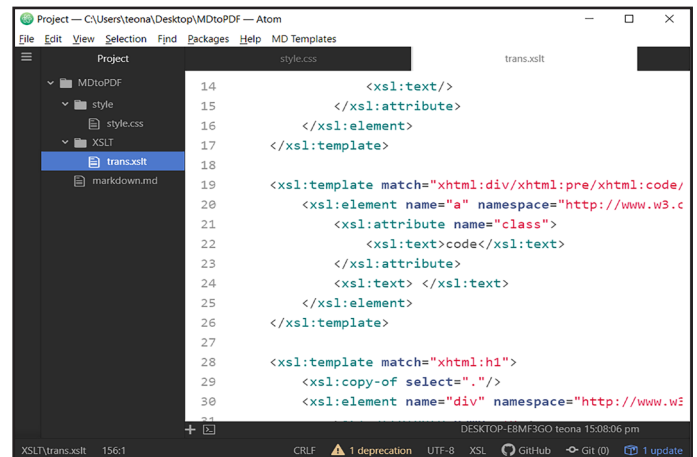 Project — C:\Users\teona\Desktop\MDtoPDF — Atom
File Edit View Selection Find Packages Help MD Templates
Project
style.css
trans.xslt
MDtoPDF
style
style.css
XSLT
trans.xslt
markdown.md
14 <xsl:text/>
15 </xsl:attribute>
16 </xsl:element>
17 </xsl:template>
18
19 <xsl:template match="xhtml:div/xhtml:pre/xhtml:code/
20 <xsl:element name="a" namespace="http://www.w3.o
21 <xsl:attribute name="class">
22 <xsl:text>code</xsl:text>
23 </xsl:attribute>
24 <xsl:text> </xsl:text>
25 </xsl:element>
26 </xsl:template>
27
28 <xsl:template match="xhtml:h1">
29 <xsl:copy-of select="."/>
30 <xsl:element name="div" namespace="http://www.w3
31
DESKTOP-E8MF3GO teona 15:08:06 pm
XSLT\trans.xslt 156:1 CRLF 1 deprecation UTF-8 XSL GitHub Git (0) 1 update